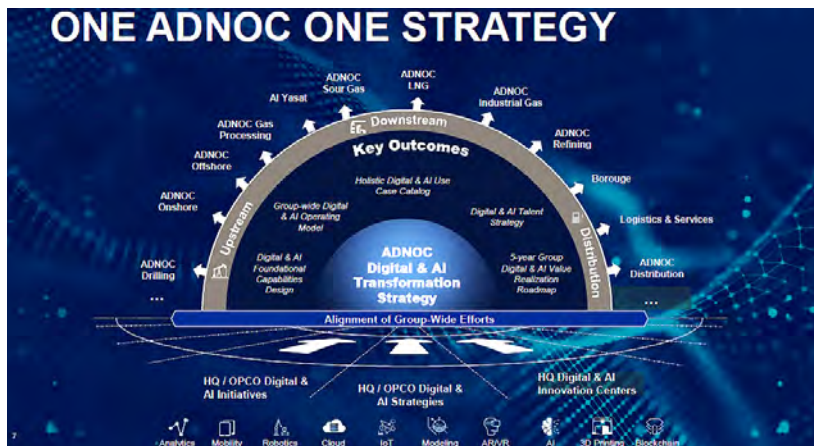 ONE ADNOC ONE STRATEGY
ADNOC
LNG
ADNOC
Sour Gas
ADNOC
Industrial Gas
Al Yasat
Downstream
ADNOC Gas
Processing
ADNOC
Refining
Key Outcomes
ADNOC
Offshore
Borouge
Holistic Digital & AI Use
Case Catalog
ADNOC
Onshore
Group-wide Digital
& AI Operating
Model
Digital & AI Talent
Strategy
Logistics & Services
Upstream
Distribution
ADNOC
Digital & AI
Transformation
Strategy
ADNOC
Drilling
Digital & AI
Foundational
Capabilities
Design
5-year Group
Digital & AI Value
Realization
Roadmap
ADNOC
Distribution
...
...
Alignment of Group-Wide Efforts
HQ / OPCO Digital &
AI Initiatives
HQ / OPCO Digital &
AI Strategies
HQ Digital & AI
Innovation Centers
7
Analytics
Mobility
Robotics
Cloud
IoT
Modeling
AR/VR
AI
3D Printing
Blockchain